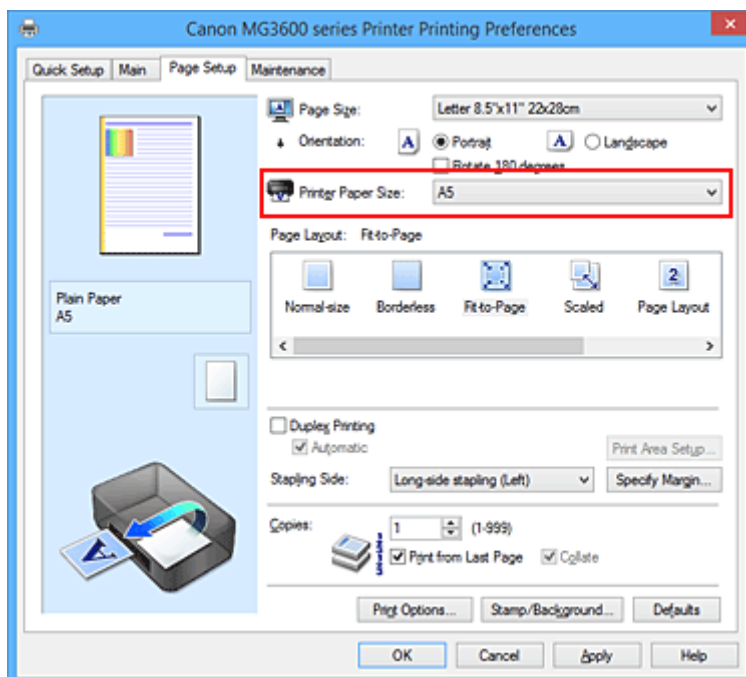 Canon MG3600 series Printer Printing Preferences
Quick Setup Main Page Setup Maintenance
Page Size: Letter 8.5"x11" 22x28cm
Orientation: A Portrait A Landscape
Rotate 180 degrees
Printer Paper Size: A5
Page Layout: Fit-to-Page
Normal-size Borderless Fit-to-Page Scaled 2 Page Layout
Plain Paper
A5
Duplex Printing
Automatic Print Area Setup...
Stapling Side: Long-side stapling (Left) Specify Margin...
Copies: 1 (1-999)
Print from Last Page Collate
A
Print Options... Stamp/Background... Defaults
OK Cancel Apply Help